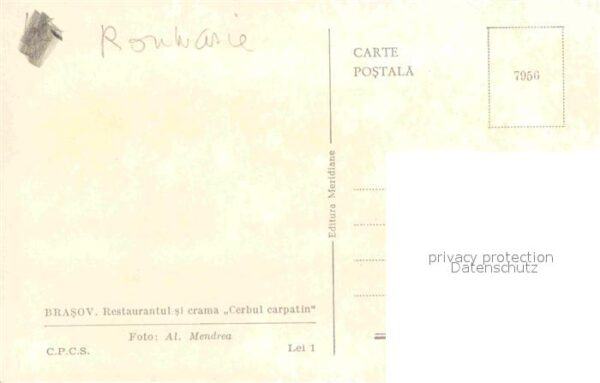 Roumanie
CARTE
POȘTALĂ
7956
Editura Meridiane
privacy protection
Datenschutz
BRAȘOV. Restaurantul și crama „Cerbul carpatin"
Foto: Al. Mendrea
C.P.C.S.
Lei 1